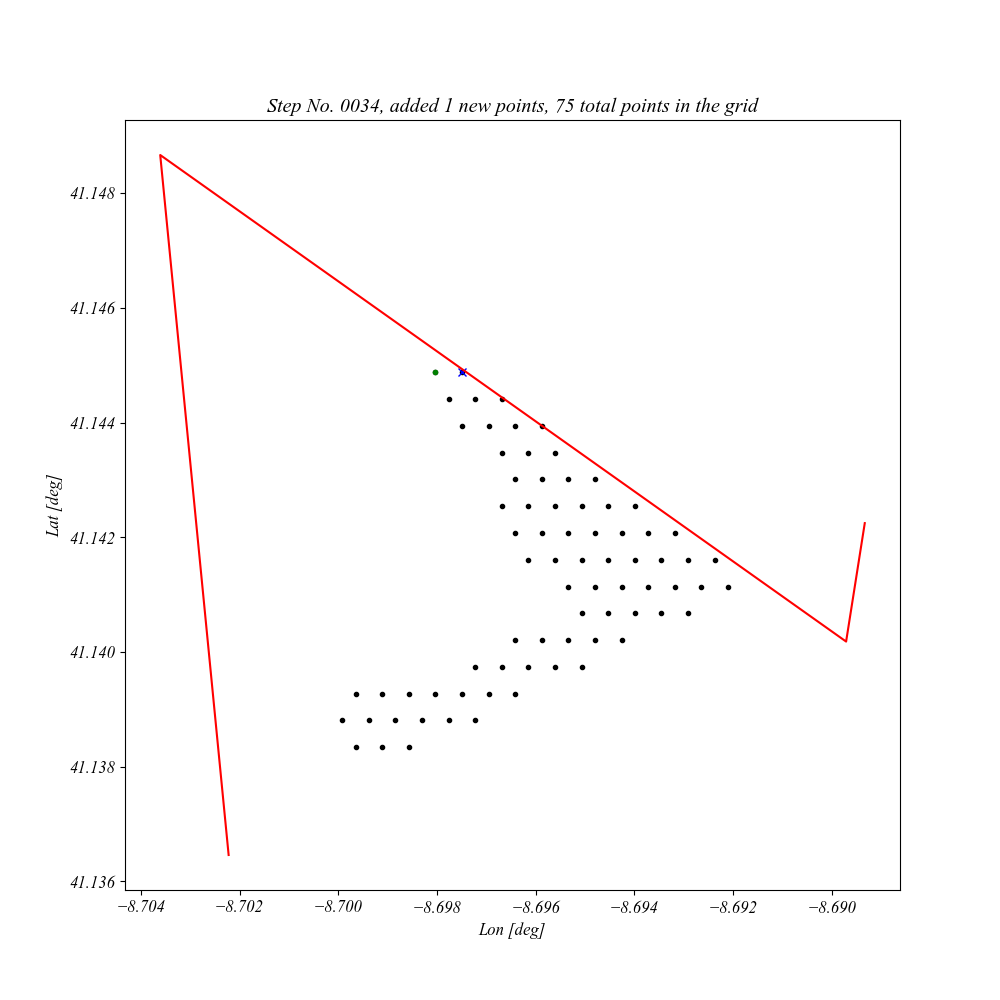 Step No. 0034, added 1 new points, 75 total points in the grid
41.148
41.146
41.144
41.142
41.140
41.138
41.136
Lat [deg]
−8.704 −8.702 −8.700 −8.698 −8.696 −8.694 −8.692 −8.690
Lon [deg]